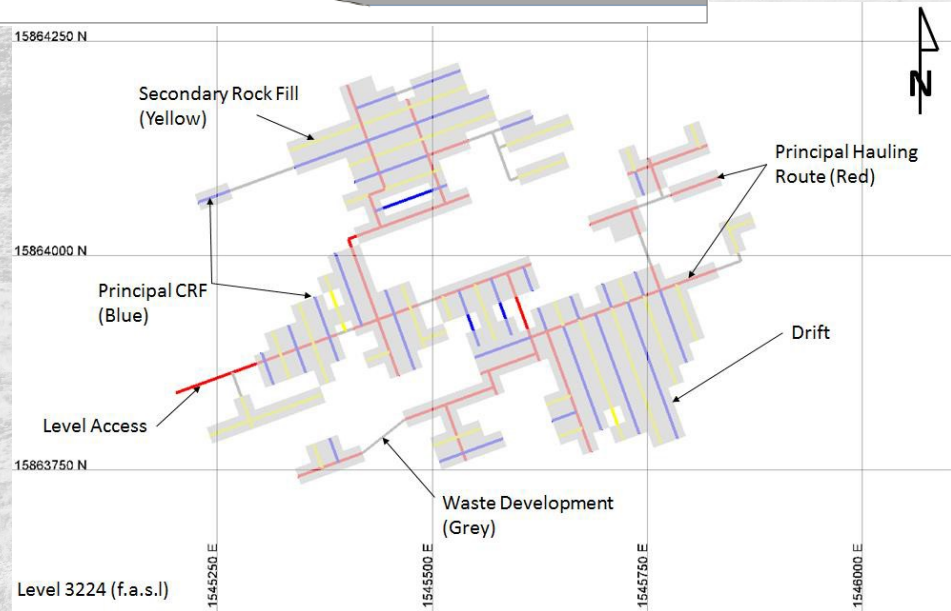 15864250 N
N
Secondary Rock Fill
(Yellow)
Principal Hauling
Route (Red)
15864000 N
Principal CRF
(Blue)
Drift
Level Access
15863750 N
Waste Development
(Grey)
Level 3224 (f.a.s.l)
1545250 E
1545500 E
1545750 E
1546000 E